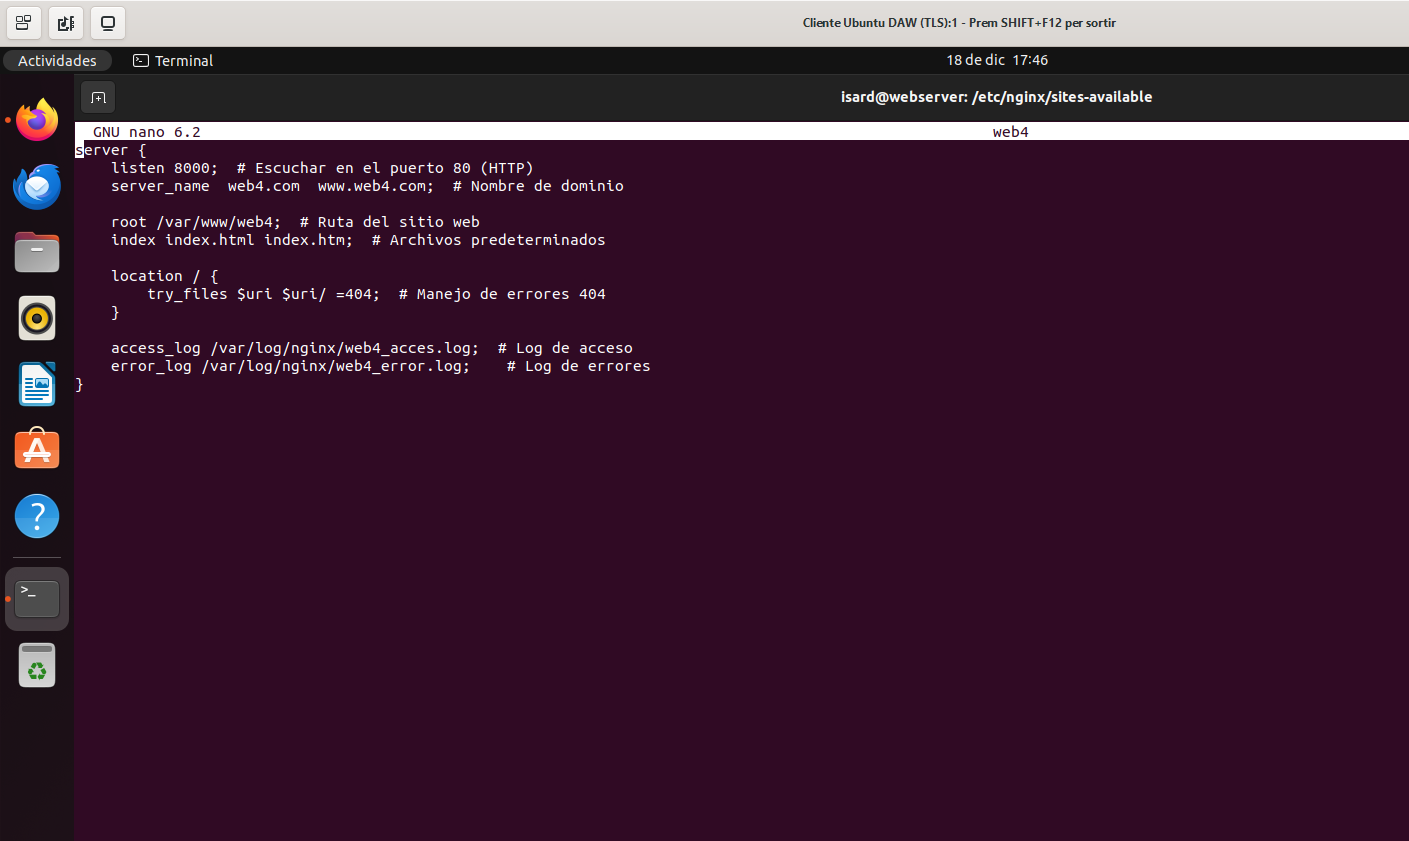 Cliente Ubuntu DAW (TLS):1 - Prem SHIFT+F12 per sortir
Actividades
Terminal
18 de dic 17:46
isard@webserver: /etc/nginx/sites-available
GNU nano 6.2 web4
server {
    listen 8000;  # Escuchar en el puerto 80 (HTTP)
    server_name  web4.com  www.web4.com;  # Nombre de dominio
    root /var/www/web4;  # Ruta del sitio web
    index index.html index.htm;  # Archivos predeterminados
    location / {
        try_files $uri $uri/ =404;  # Manejo de errores 404
    }
    access_log /var/log/nginx/web4_acces.log;  # Log de acceso
    error_log /var/log/nginx/web4_error.log;    # Log de errores
}